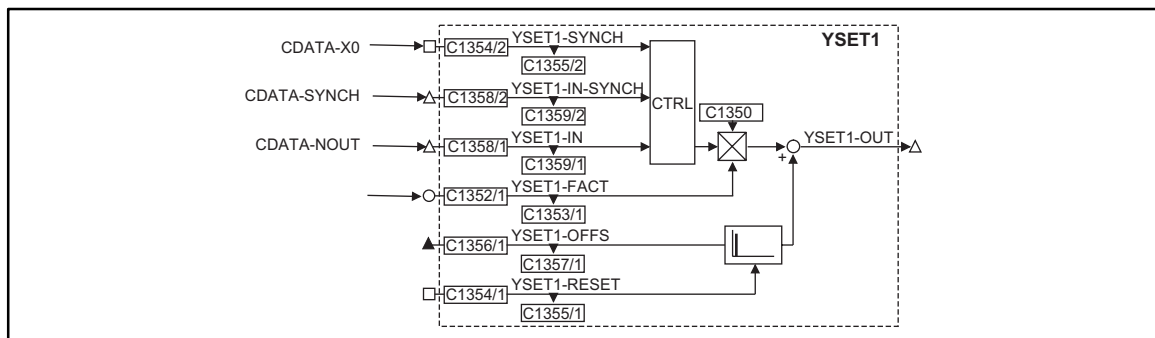 YSET1
CDATA-X0 C1354/2 YSET1-SYNCH
C1355/2
CDATA-SYNCH C1358/2 YSET1-IN-SYNCH
C1359/2
CTRL
C1350
CDATA-NOUT C1358/1 YSET1-IN
C1359/1
YSET1-OUT
+
C1352/1 YSET1-FACT
C1353/1
C1356/1 YSET1-OFFS
C1357/1
C1354/1 YSET1-RESET
C1355/1